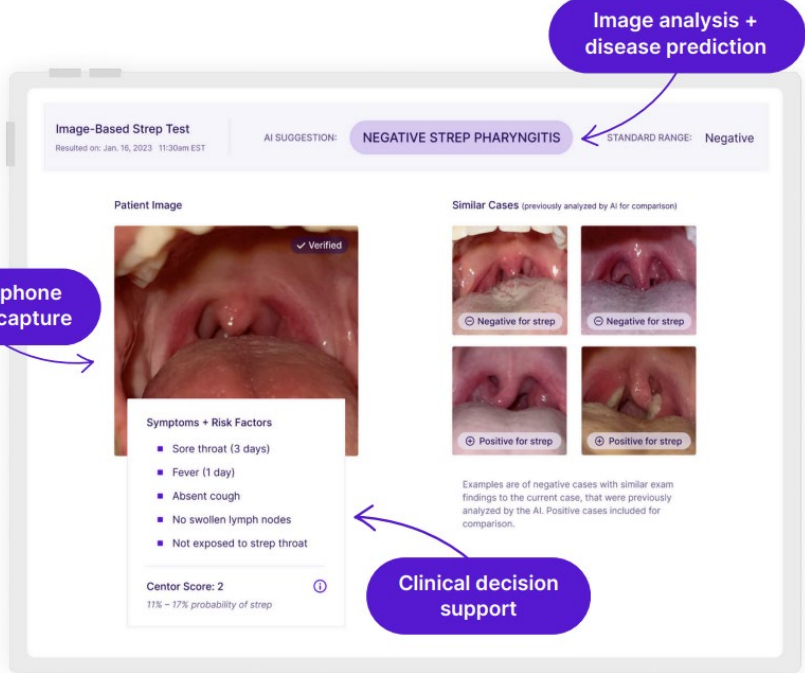 Image analysis +
disease prediction
Image-Based Strep Test
Resulted on: Jan. 16, 2023 11:30am EST
AI SUGGESTION:
NEGATIVE STREP PHARYNGITIS
STANDARD RANGE:
Negative
Patient Image
Verified
phone
capture
Symptoms + Risk Factors
Sore throat (3 days)
Fever (1 day)
Absent cough
No swollen lymph nodes
Not exposed to strep throat
Centor Score: 2
11% – 17% probability of strep
Similar Cases (previously analyzed by AI for comparison)
Negative for strep
Negative for strep
Positive for strep
Positive for strep
Examples are of negative cases with similar exam
findings to the current case, that were previously
analyzed by the AI. Positive cases included for
comparison.
Clinical decision
support